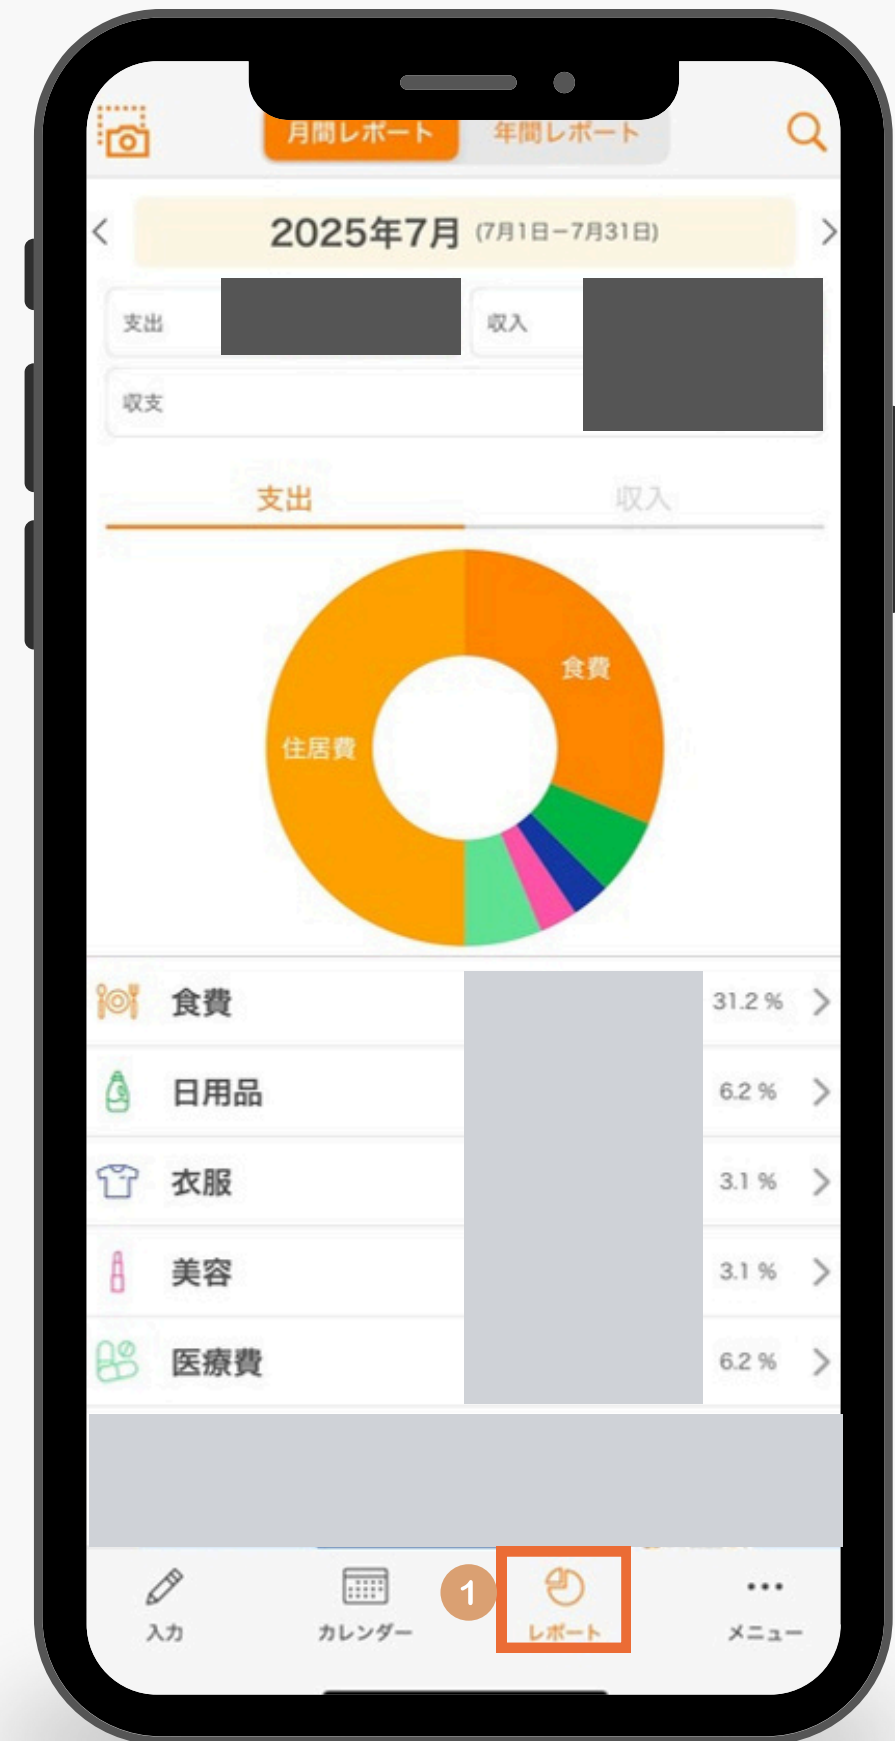 月間レポート 年間レポート
2025年7月 (7月1日－7月31日)
支出 収入
収支
支出 収入
食費
住居費
食費 31.2 %
日用品 6.2 %
衣服 3.1 %
美容 3.1 %
医療費 6.2 %
1
入力 カレンダー レポート メニュー